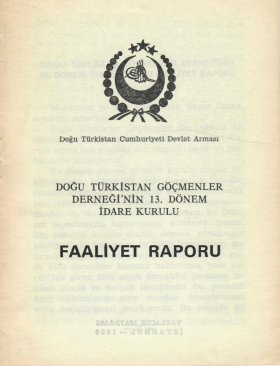 Doğu Türkistan Cumhuriyeti Devlet Arması
DOĞU TÜRKİSTAN GÖÇMENLER
DERNEĞİ'NİN 13. DÖNEM
İDARE KURULU
FAALİYET RAPORU